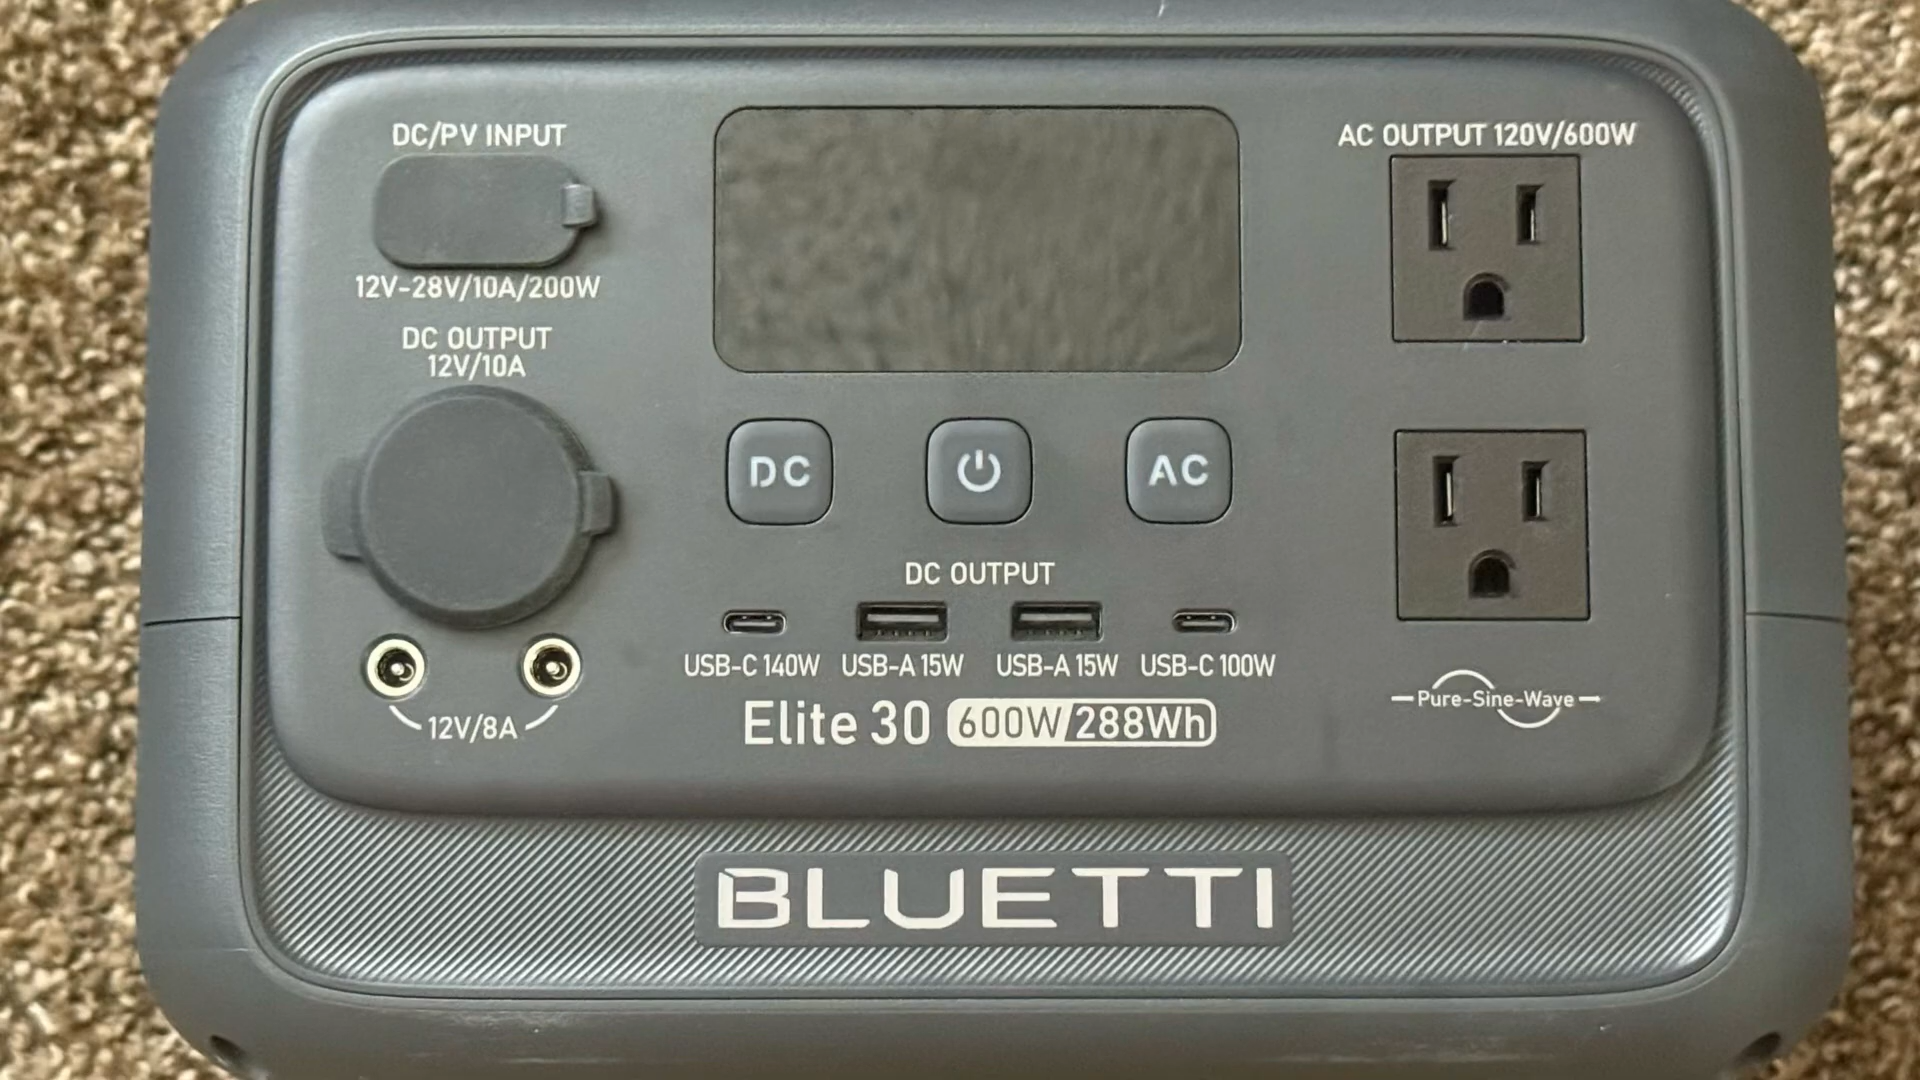 DC/PV INPUT
12V-28V/10A/200W
DC OUTPUT
12V/10A
12V/8A
DC
AC
DC OUTPUT
USB-C 140W USB-A 15W USB-A 15W USB-C 100W
Elite 30 600W/288Wh
AC OUTPUT 120V/600W
Pure-Sine-Wave
BLUETTI